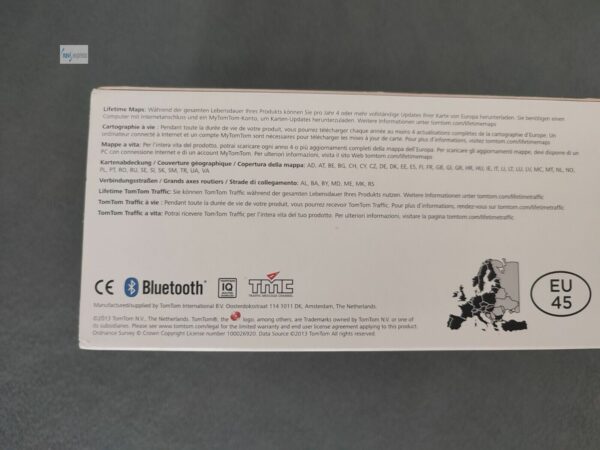 Lifetime Maps: Während der gesamten Lebensdauer Ihres Produkts können Sie pro Jahr 4 oder mehr vollständige Updates Ihrer Karte von Europa herunterladen. Sie benötigen einen
Computer mit Internetanschluss und ein MyTomTom-Konto, um Karten-Updates herunterzuladen. Weitere Informationen unter tomtom.com/lifetimemaps
Cartographie à vie : Pendant toute la durée de vie de votre produit, vous pourrez télécharger chaque année au moins 4 actualisations complètes de la cartographie d'Europe. Un
ordinateur connecté à Internet et un compte MyTomTom sont nécessaires pour télécharger les mises à jour de carte. Pour plus d'informations, visitez tomtom.com/lifetimemaps
Mappe a vita: Per l'intera vita del prodotto, potrai scaricare ogni anno 4 o più aggiornamenti completi della mappa dell'Europa. Per scaricare gli aggiornamenti mappe, devi disporre di un
PC con connessione Internet e di un account MyTomTom. Per ulteriori informazioni, visita il sito Web tomtom.com/lifetimemaps
Kartenabdeckung / Couverture géographique / Copertura della mappa: AD, AT, BE, BG, CH, CY, CZ, DE, DK, EE, ES, FI, FR, GB, GI, GR, HR, HU, IE, IT, LI, LT, LU, LV, MC, MT, NL, NO,
PL, PT, RO, RU, SE, SI, SK, SM, TR, UA, VA
Verbindungsstraßen / Grands axes routiers / Strade di collegamento: AL, BA, BY, MD, ME, MK, RS
Lifetime TomTom Traffic: Sie können TomTom Traffic während der gesamten Lebensdauer Ihres Produkts nutzen. Weitere Informationen unter tomtom.com/lifetimetraffic
TomTom Traffic à vie : Pendant toute la durée de vie de votre produit, vous pourrez recevoir TomTom Traffic. Pour plus d'informations, rendez-vous sur tomtom.com/lifetimetraffic
TomTom Traffic a vita: Potrai ricevere TomTom Traffic per l'intera vita del tuo prodotto. Per ulteriori informazioni, visitare la pagina tomtom.com/lifetimetraffic
CE Bluetooth IQ TMC
TRAFFIC MESSAGE CHANNEL
EU
45
Manufactured/supplied by TomTom International B.V. Oosterdoksstraat 114 1011 DK, Amsterdam, The Netherlands.
©2013 TomTom N.V., The Netherlands. TomTom®, the logo, among others, are Trademarks owned by TomTom N.V. or one of
its subsidiaries. Please see www.tomtom.com/legal for the limited warranty and end user license agreement applying to this product.
Ordnance Survey © Crown Copyright License number 100026920. Data Source ©2013 TomTom All rights reserved.